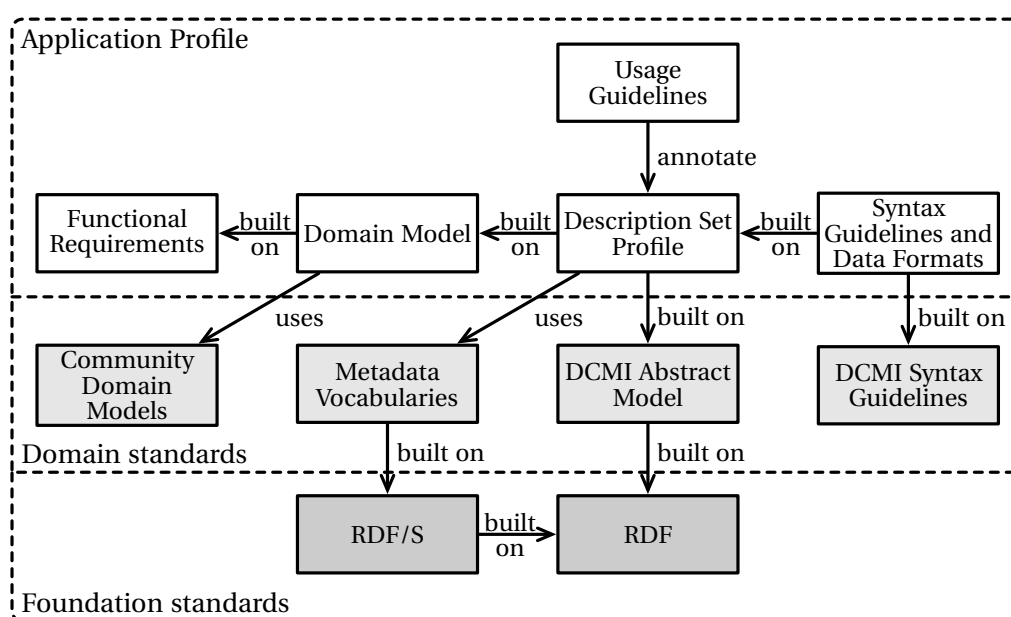 Application Profile
Usage
Guidelines
annotate
Functional
Requirements
built
on
Domain Model
built
on
Description Set
Profile
built
on
Syntax
Guidelines and
Data Formats
uses
uses
built on
built on
Community
Domain
Models
Metadata
Vocabularies
DCMI Abstract
Model
DCMI Syntax
Guidelines
Domain standards
built on
built on
RDF/S
built
on
RDF
Foundation standards